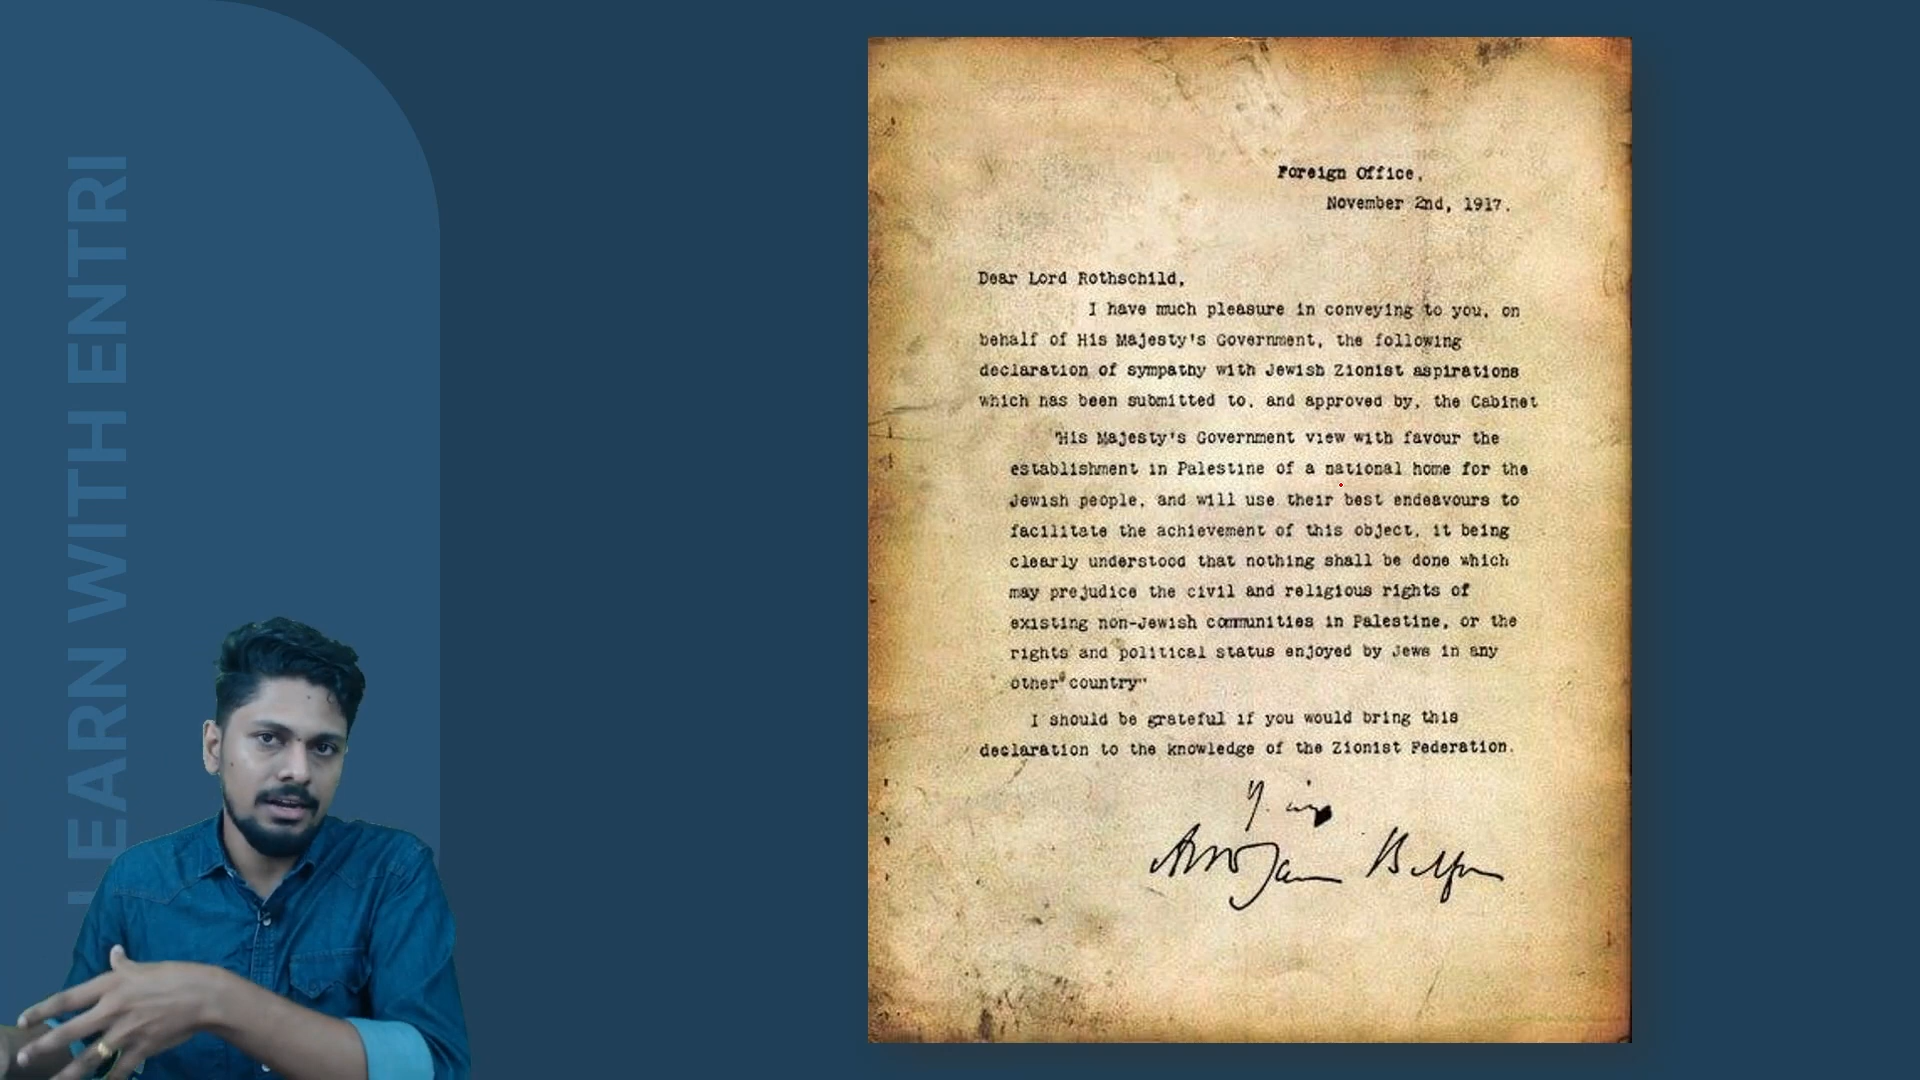 LEARN WITH ENTRI
Foreign Office,
November 2nd, 1917.
Dear Lord Rothschild,
I have much pleasure in conveying to you, on
behalf of His Majesty's Government, the following
declaration of sympathy with Jewish Zionist aspirations
which has been submitted to, and approved by, the Cabinet
"His Majesty's Government view with favour the
establishment in Palestine of a national home for the
Jewish people, and will use their best endeavours to
facilitate the achievement of this object, it being
clearly understood that nothing shall be done which
may prejudice the civil and religious rights of
existing non-Jewish communities in Palestine, or the
rights and political status enjoyed by Jews in any
other country"
I should be grateful if you would bring this
declaration to the knowledge of the Zionist Federation.